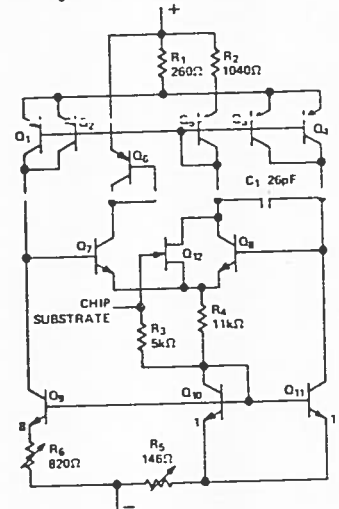 +
R₁
260Ω
R₂
1040Ω
Q₁
Q₂
Q₅
Q₃
Q₄
Q₆
C₁ 26pF
Q₇
Q₁₂
Q₈
CHIP
SUBSTRATE
R₃
5kΩ
R₄
11kΩ
Q₉
Q₁₀
Q₁₁
8
1
1
R₆
820Ω
R₅
146Ω
−